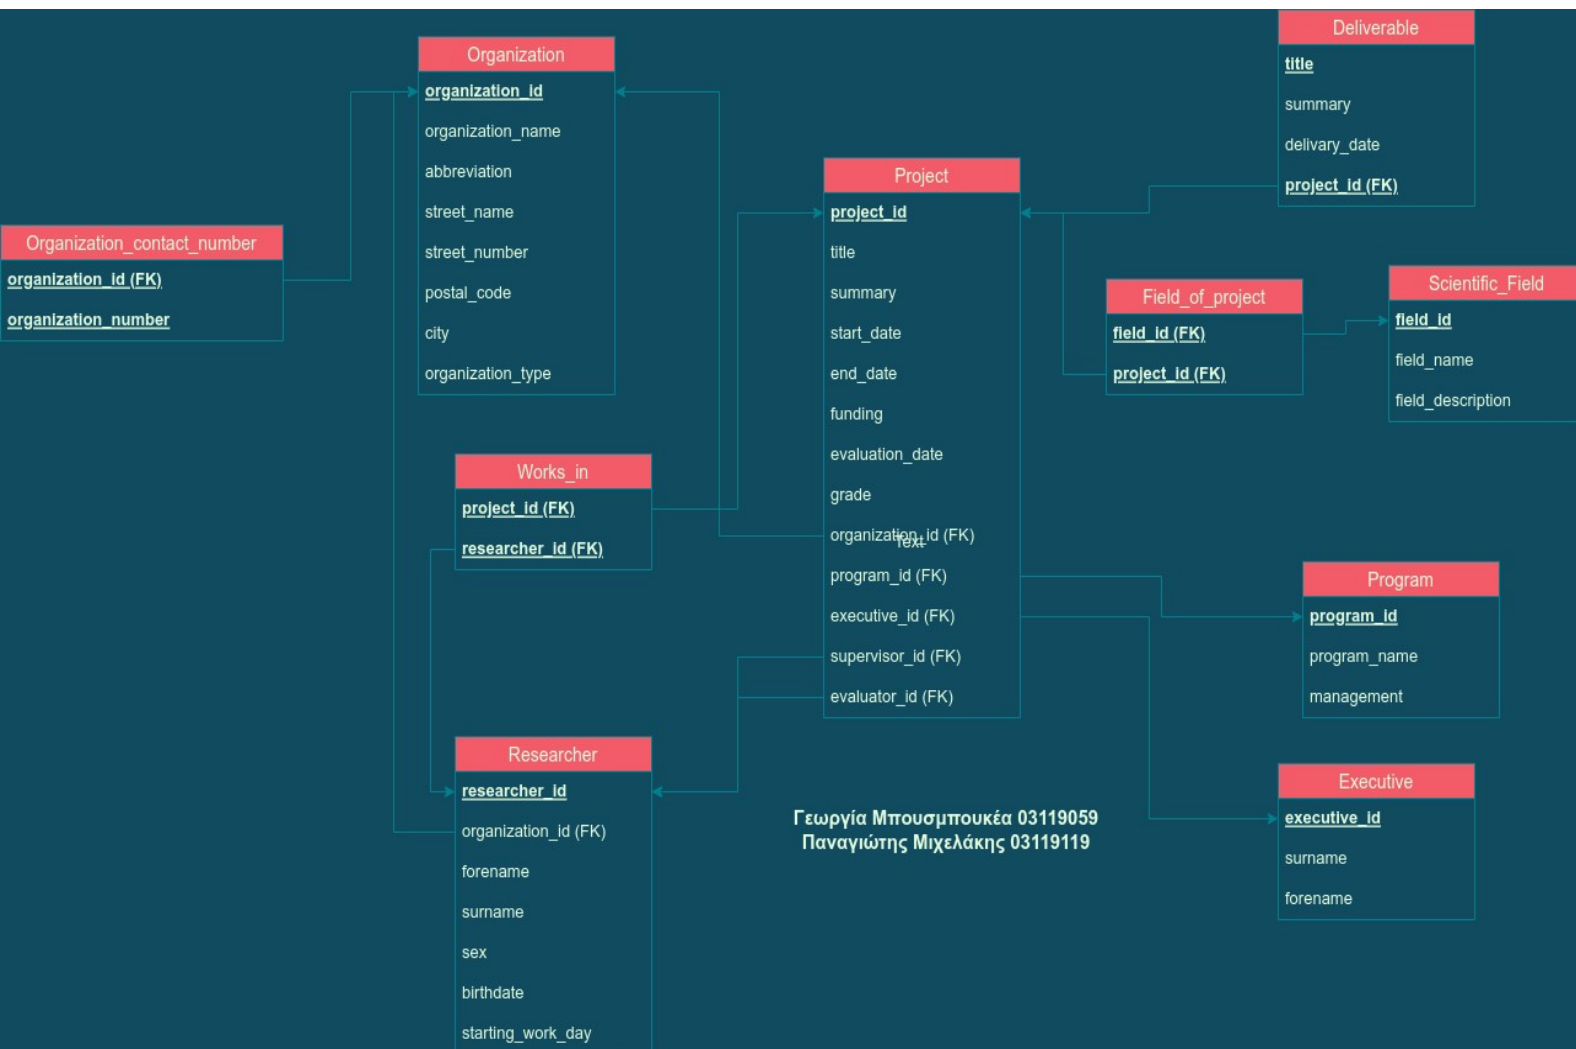 Organization
organization_id
organization_name
abbreviation
street_name
street_number
postal_code
city
organization_type
Organization_contact_number
organization_id (FK)
organization_number
Works_in
project_id (FK)
researcher_id (FK)
Researcher
researcher_id
organization_id (FK)
forename
surname
sex
birthdate
starting_work_day
Project
project_id
title
summary
start_date
end_date
funding
evaluation_date
grade
organization_id (FK)
Text
program_id (FK)
executive_id (FK)
supervisor_id (FK)
evaluator_id (FK)
Γεωργία Μπουσμπουκέα 03119059
Παναγιώτης Μιχελάκης 03119119
Deliverable
title
summary
delivary_date
project_id (FK)
Field_of_project
field_id (FK)
project_id (FK)
Scientific_Field
field_id
field_name
field_description
Program
program_id
program_name
management
Executive
executive_id
surname
forename